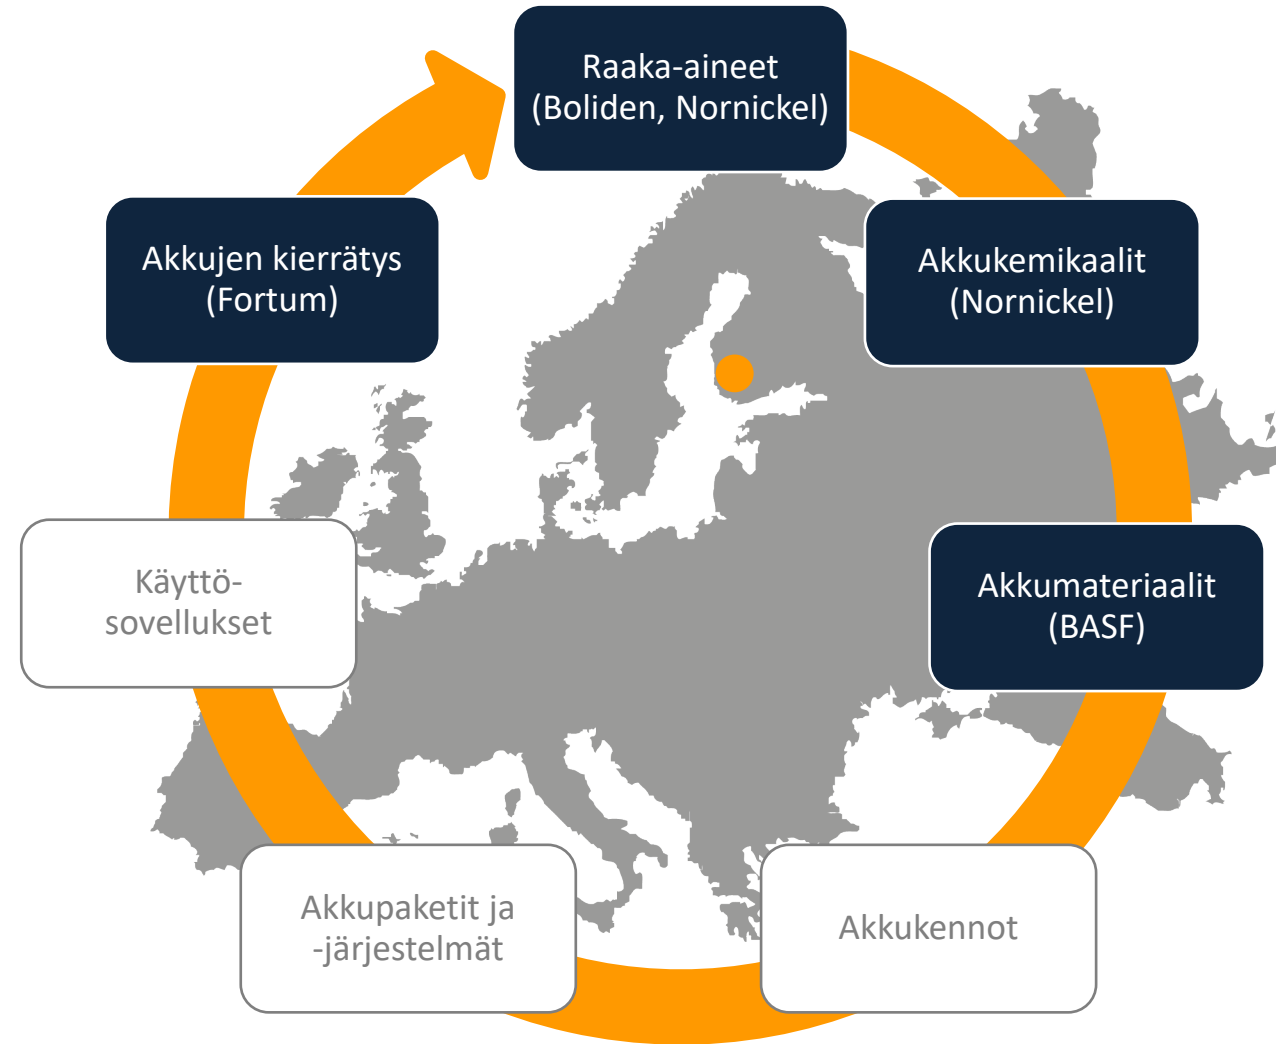 Raaka-aineet
(Boliden, Nornickel)
Akkukemikaalit
(Nornickel)
Akkumateriaalit
(BASF)
Akkukennot
Akkupaketit ja
-järjestelmät
Käyttö-
sovellukset
Akkujen kierrätys
(Fortum)